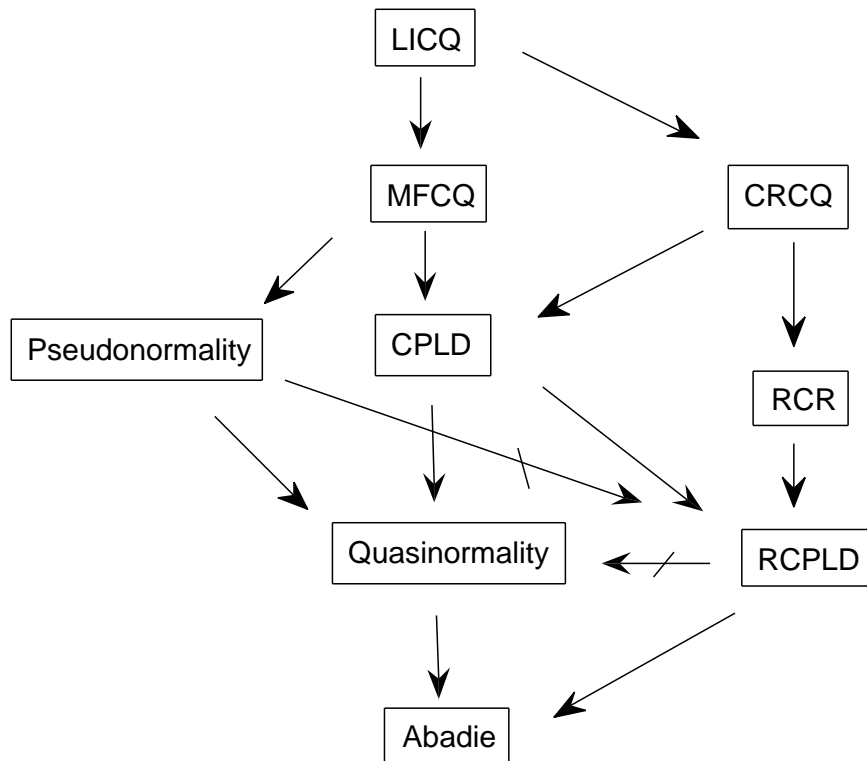 LICQ
MFCQ
CRCQ
Pseudonormality
CPLD
RCR
Quasinormality
RCPLD
Abadie